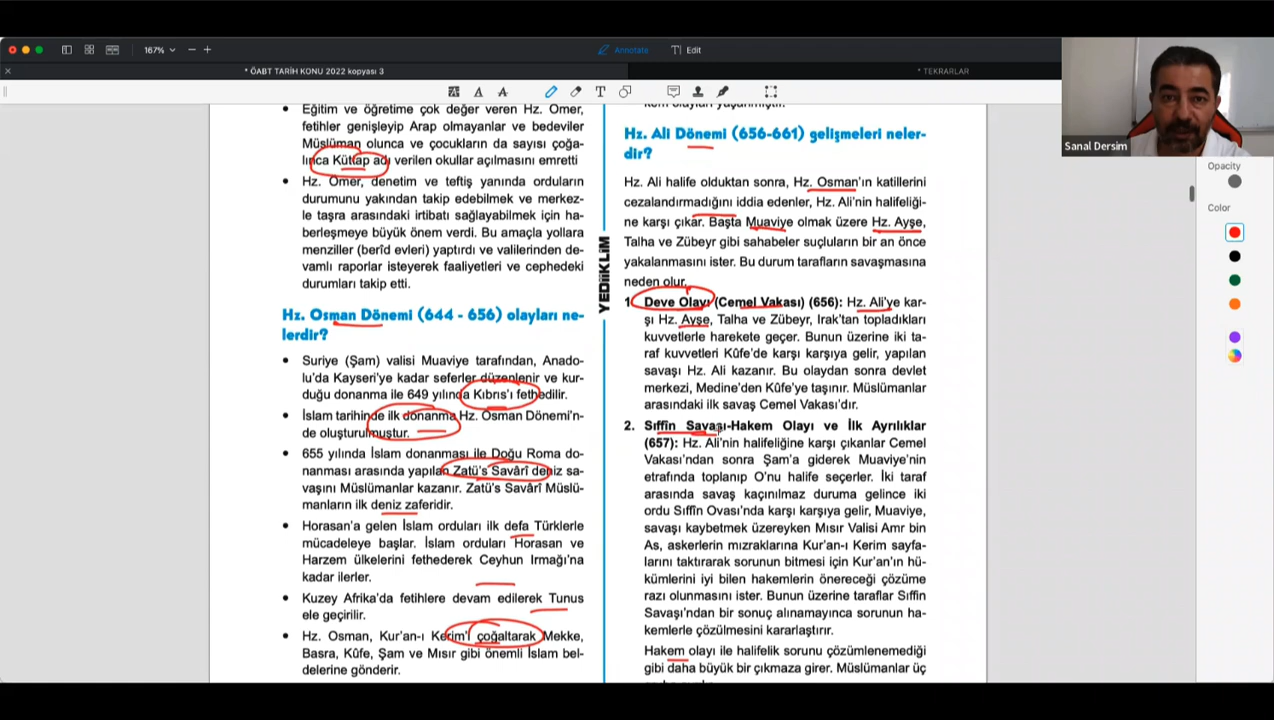 167%
Annotate
Edit
* ÖABT TARİH KONU 2022 kopyası 3
* TEKRARLAR
Sanal Dersim
Opacity
Color
Eğitim ve öğretime çok değer veren Hz. Ömer,
fetihler genişleyip Arap olmayanlar ve bedeviler
Müslüman olunca ve çocukların da sayısı çoğa-
lınca Küttap adı verilen okullar açılmasını emretti
• Hz. Ömer, denetim ve teftiş yanında orduların
durumunu yakından takip edebilmek ve merkez-
le taşra arasındaki irtibatı sağlayabilmek için ha-
berleşmeye büyük önem verdi. Bu amaçla yollara
menziller (berîd evleri) yaptırdı ve valilerinden de-
vamlı raporlar isteyerek faaliyetleri ve cephedeki
durumları takip etti.
Hz. Osman Dönemi (644 - 656) olayları ne-
lerdir?
• Suriye (Şam) valisi Muaviye tarafından, Anado-
lu'da Kayseri'ye kadar seferler düzenlenir ve kur-
duğu donanma ile 649 yılında Kıbrıs'ı fethedilir.
• İslam tarihinde ilk donanma Hz. Osman Dönemi'n-
de oluşturulmuştur.
• 655 yılında İslam donanması ile Doğu Roma do-
nanması arasında yapılan Zatü's Savârî deniz sa-
vaşını Müslümanlar kazanır. Zatü's Savârî Müslü-
manların ilk deniz zaferidir.
• Horasan'a gelen İslam orduları ilk defa Türklerle
mücadeleye başlar. İslam orduları Horasan ve
Harzem ülkelerini fethederek Ceyhun Irmağı'na
kadar ilerler.
• Kuzey Afrika'da fetihlere devam edilerek Tunus
ele geçirilir.
• Hz. Osman, Kur'an-ı Kerim'i çoğaltarak Mekke,
Basra, Kûfe, Şam ve Mısır gibi önemli İslam bel-
delerine gönderir.
YEDiiKLiM
Hz. Ali Dönemi (656-661) gelişmeleri neler-
dir?
Hz. Ali halife olduktan sonra, Hz. Osman'ın katillerini
cezalandırmadığını iddia edenler, Hz. Ali'nin halifeliği-
ne karşı çıkar. Başta Muaviye olmak üzere Hz. Ayşe,
Talha ve Zübeyr gibi sahabeler suçluların bir an önce
yakalanmasını ister. Bu durum tarafların savaşmasına
neden olur.
1 Deve Olayı (Cemel Vakası) (656): Hz. Ali'ye kar-
şı Hz. Ayşe, Talha ve Zübeyr, Irak'tan topladıkları
kuvvetlerle harekete geçer. Bunun üzerine iki ta-
raf kuvvetleri Kûfe'de karşı karşıya gelir, yapılan
savaşı Hz. Ali kazanır. Bu olaydan sonra devlet
merkezi, Medine'den Kûfe'ye taşınır. Müslümanlar
arasındaki ilk savaş Cemel Vakası'dır.
2. Sıffîn Savaşı-Hakem Olayı ve İlk Ayrılıklar
(657): Hz. Ali'nin halifeliğine karşı çıkanlar Cemel
Vakası'ndan sonra Şam'a giderek Muaviye'nin
etrafında toplanıp O'nu halife seçerler. İki taraf
arasında savaş kaçınılmaz duruma gelince iki
ordu Sıffîn Ovası'nda karşı karşıya gelir, Muaviye,
savaşı kaybetmek üzereyken Mısır Valisi Amr bin
As, askerlerin mızraklarına Kur'an-ı Kerim sayfa-
larını taktırarak sorunun bitmesi için Kur'an'ın hü-
kümlerini iyi bilen hakemlerin önereceği çözüme
razı olunmasını ister. Bunun üzerine taraflar Sıffîn
Savaşı'ndan bir sonuç alınamayınca sorunun ha-
kemlerle çözülmesini kararlaştırır.
Hakem olayı ile halifelik sorunu çözümlenemediği
gibi daha büyük bir çıkmaza girer. Müslümanlar üç